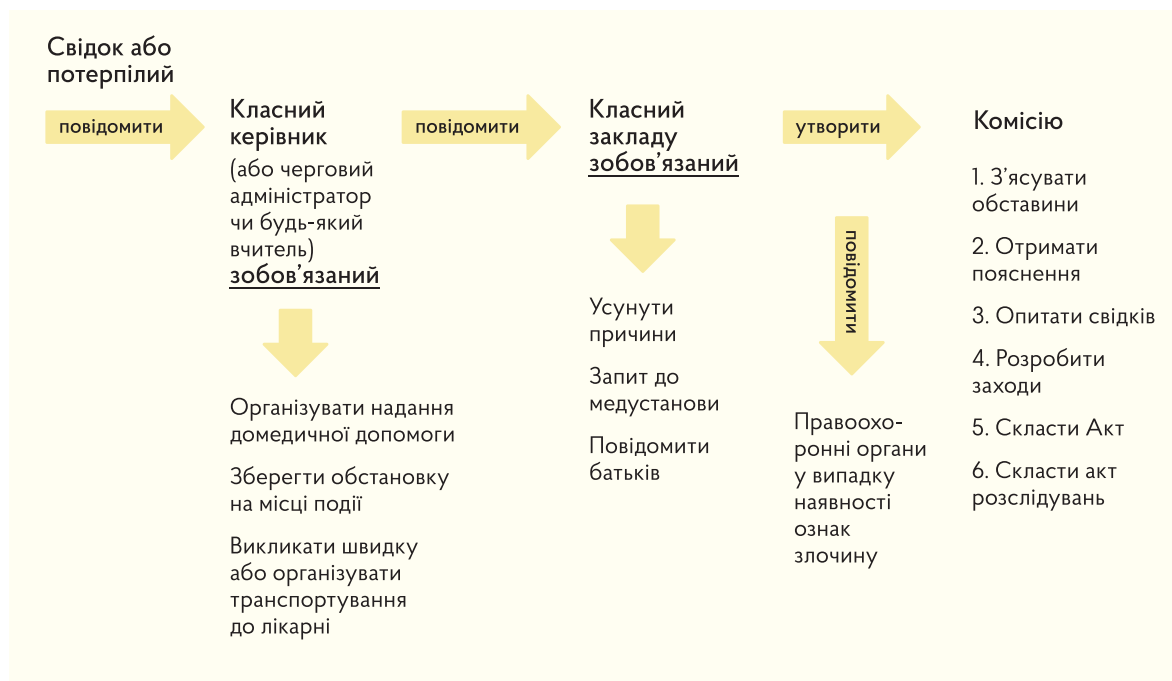 Свідок або
потерпілий
повідомити
Класний
керівник
(або черговий
адміністратор
чи будь-який
вчитель)
зобов’язаний
Організувати надання
домедичної допомоги
Зберегти обстановку
на місці події
Викликати швидку
або організувати
транспортування
до лікарні
повідомити
Класний
закладу
зобов’язаний
Усунути
причини
Запит до
медустанови
Повідомити
батьків
утворити
повідомити
Правоохо-
ронні органи
у випадку
наявності
ознак
злочину
Комісію
1. З’ясувати
обставини
2. Отримати
пояснення
3. Опитати свідків
4. Розробити
заходи
5. Скласти Акт
6. Скласти акт
розслідувань